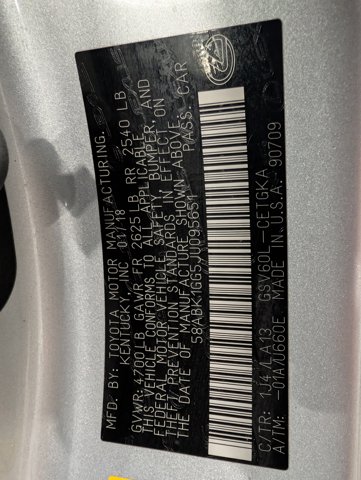 MFD. BY: TOYOTA MOTOR MANUFACTURING,
KENTUCKY, INC. 01/18
GVWR: 4700 LB GAWR:FR 2625 LB RR 2540 LB
THIS VEHICLE CONFORMS TO ALL APPLICABLE
FEDERAL MOTOR VEHICLE SAFETY, BUMPER, AND
THEFT PREVENTION STANDARDS IN EFFECT ON
THE DATE OF MANUFACTURE SHOWN ABOVE.
58ABK1GG5JU095651 PASS. CAR
C/TR: 1J4/LA13 GSV60L-CETGKA
A/TM: -01A/U660E MADE IN U.S.A. 90709